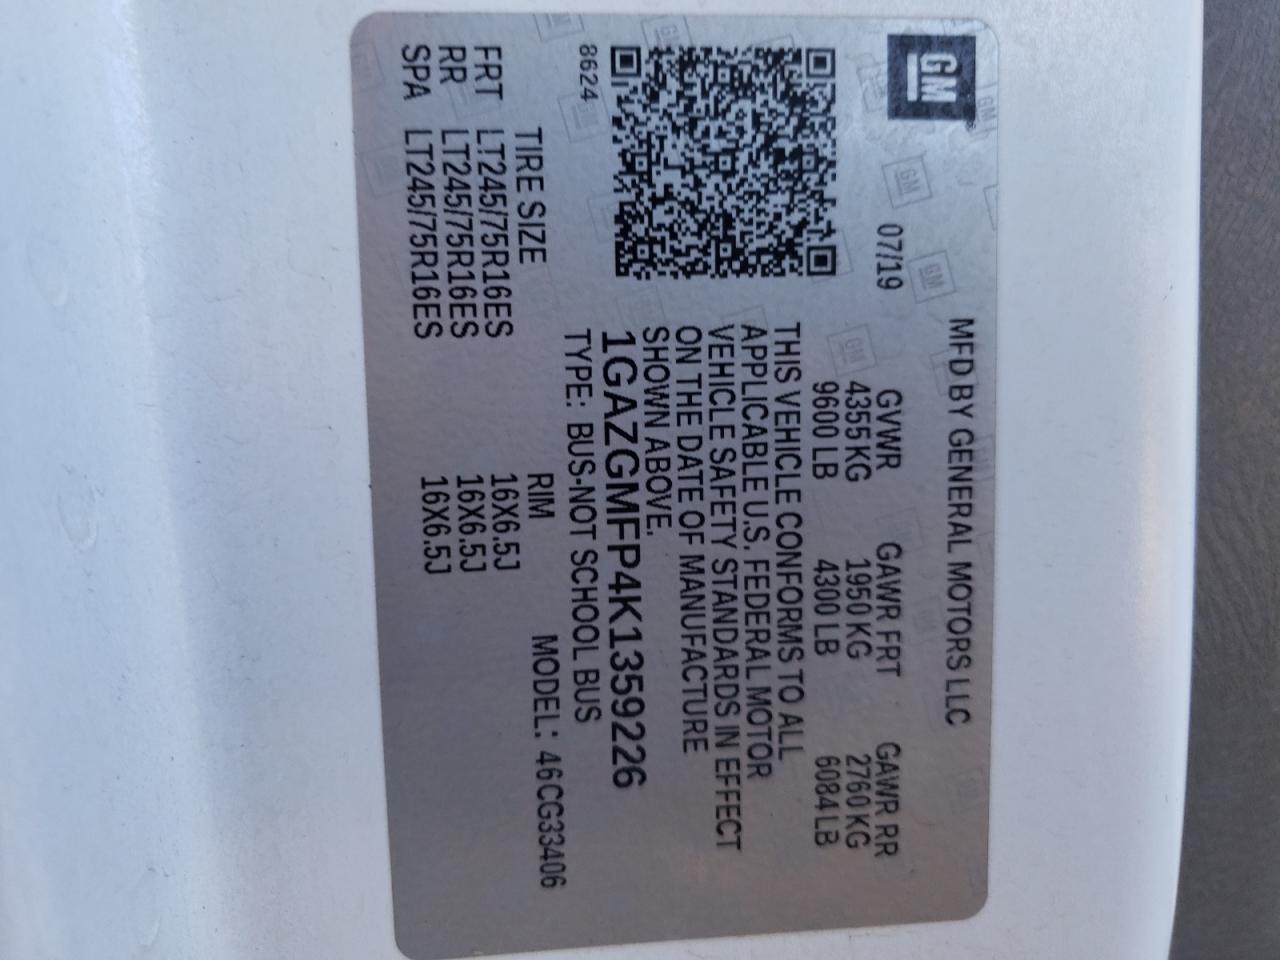 GM
MFD BY GENERAL MOTORS LLC
07/19
GVWR GAWR FRT GAWR RR
4355 KG 1950 KG 2760 KG
9600 LB 4300 LB 6084 LB
THIS VEHICLE CONFORMS TO ALL
APPLICABLE U.S. FEDERAL MOTOR
VEHICLE SAFETY STANDARDS IN EFFECT
ON THE DATE OF MANUFACTURE
SHOWN ABOVE.
1GAZGMFP4K1359226
8624
TYPE: BUS-NOT SCHOOL BUS
MODEL: 46CG33406
TIRE SIZE RIM
FRT LT245/75R16ES 16X6.5J
RR LT245/75R16ES 16X6.5J
SPA LT245/75R16ES 16X6.5J